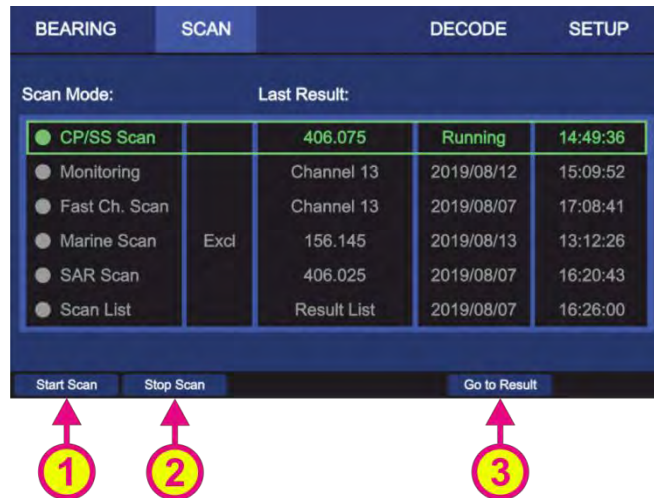 BEARING SCAN DECODE SETUP
Scan Mode: Last Result:
CP/SS Scan 406.075 Running 14:49:36
Monitoring Channel 13 2019/08/12 15:09:52
Fast Ch. Scan Channel 13 2019/08/07 17:08:41
Marine Scan Excl 156.145 2019/08/13 13:12:26
SAR Scan 406.025 2019/08/07 16:20:43
Scan List Result List 2019/08/07 16:26:00
Start Scan Stop Scan Go to Result
1 2 3